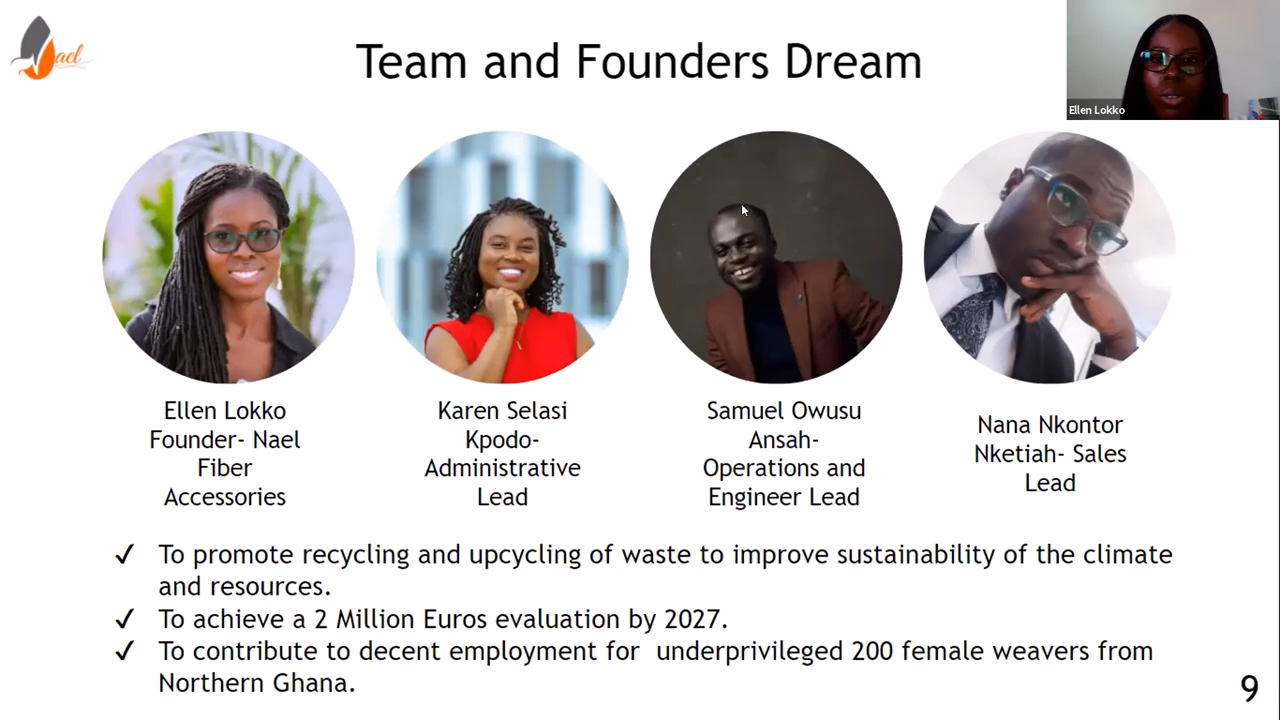 ael
Team and Founders Dream
Ellen Lokko
Ellen Lokko
Founder- Nael
Fiber
Accessories
Karen Selasi
Kpodo-
Administrative
Lead
Samuel Owusu
Ansah-
Operations and
Engineer Lead
Nana Nkontor
Nketiah- Sales
Lead
✓ To promote recycling and upcycling of waste to improve sustainability of the climate
and resources.
✓ To achieve a 2 Million Euros evaluation by 2027.
✓ To contribute to decent employment for  underprivileged 200 female weavers from
Northern Ghana.
9